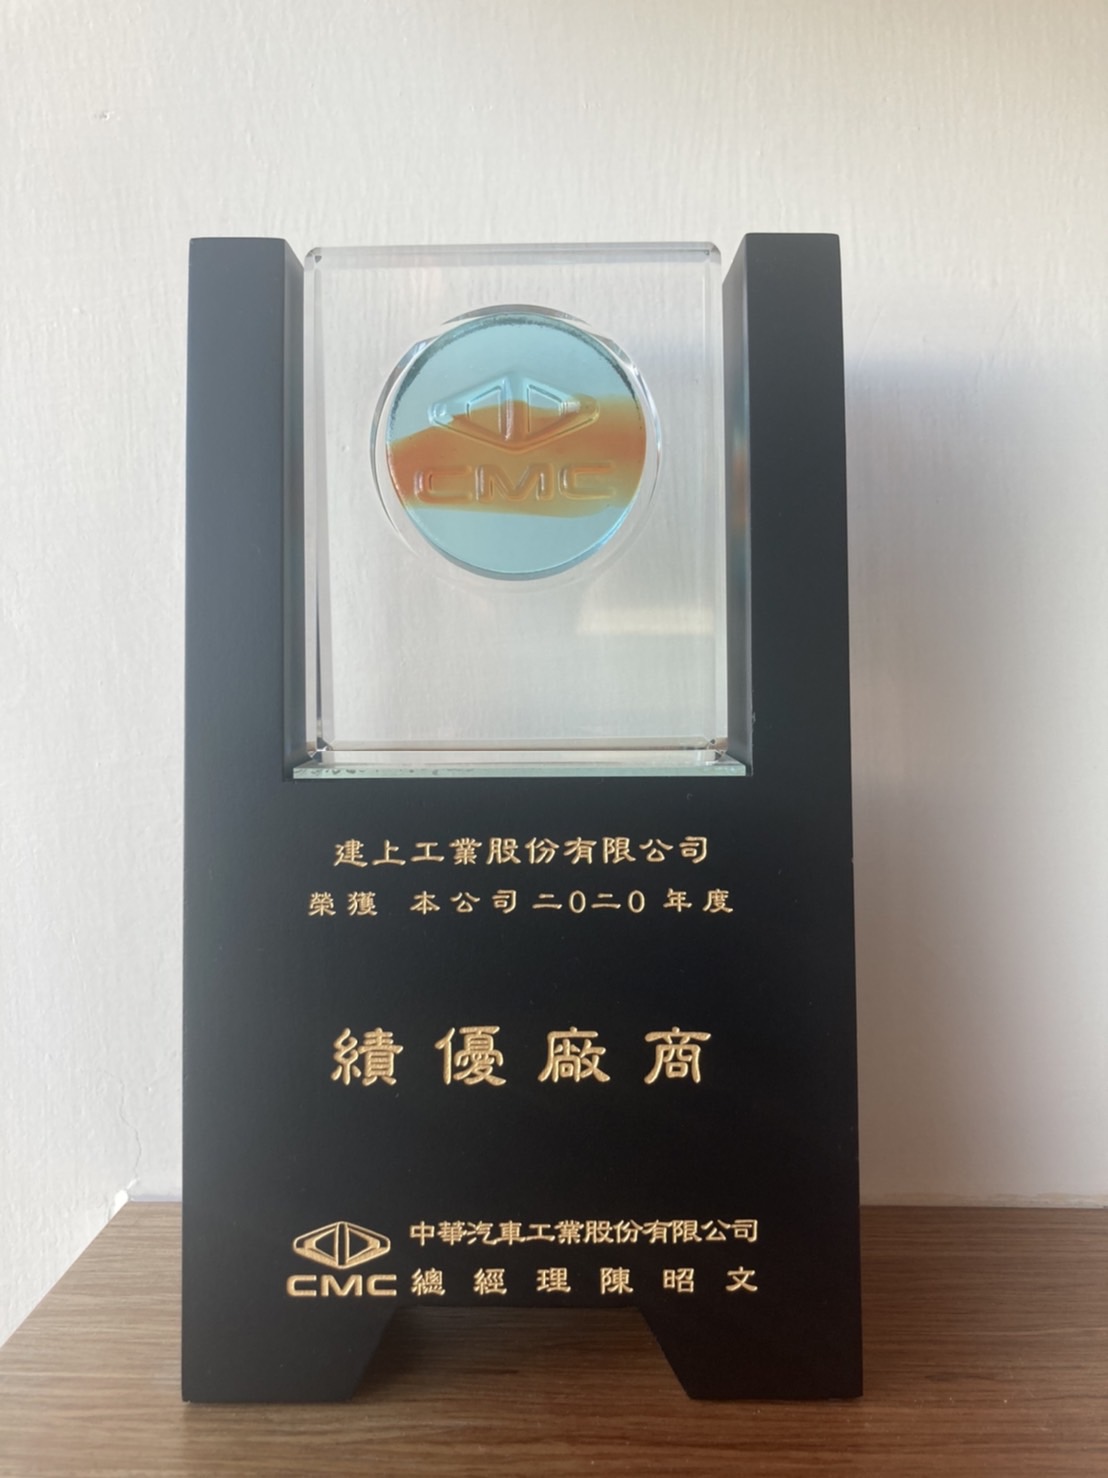 CMC
建上工業股份有限公司
榮獲 本公司二〇二〇年度
績優廠商
中華汽車工業股份有限公司
CMC 總經理陳昭文